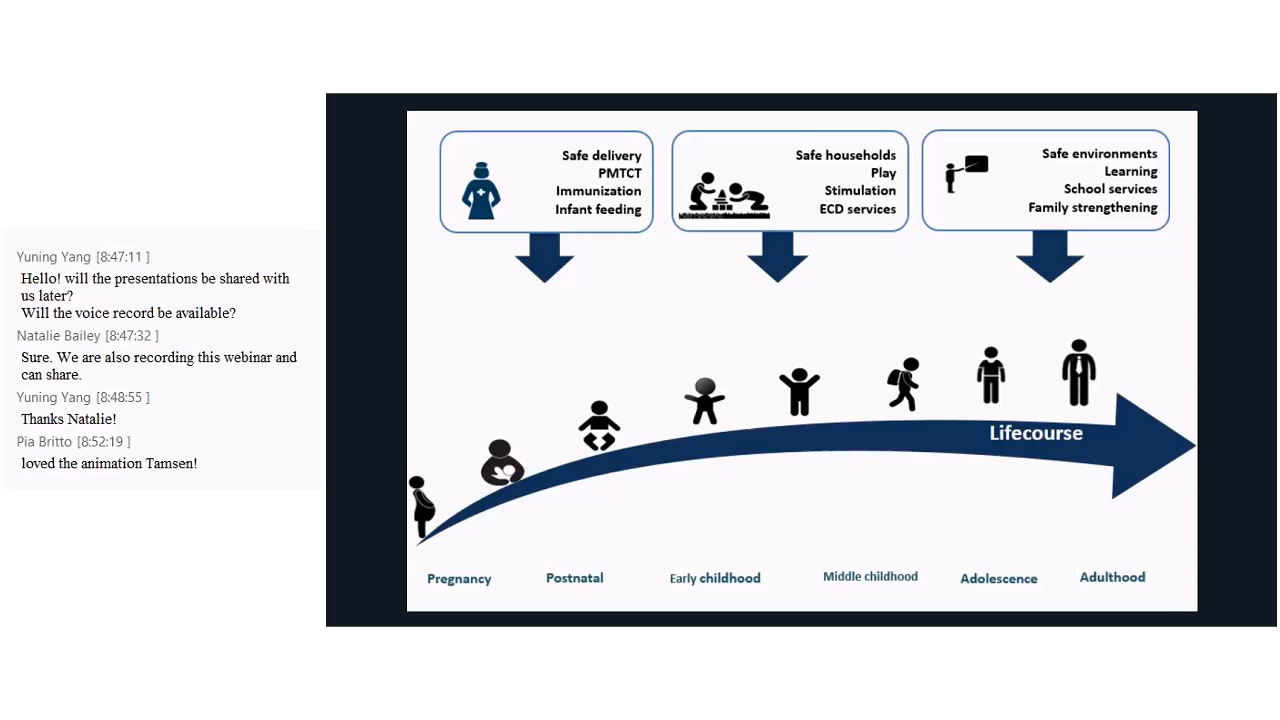 Yuning Yang [8:47:11 ]
Hello! will the presentations be shared with
us later?
Will the voice record be available?
Natalie Bailey [8:47:32 ]
Sure. We are also recording this webinar and
can share.
Yuning Yang [8:48:55 ]
Thanks Natalie!
Pia Britto [8:52:19 ]
loved the animation Tamsen!
Safe delivery
PMTCT
Immunization
Infant feeding
Safe households
Play
Stimulation
ECD services
Safe environments
Learning
School services
Family strengthening
Lifecourse
Pregnancy
Postnatal
Early childhood
Middle childhood
Adolescence
Adulthood